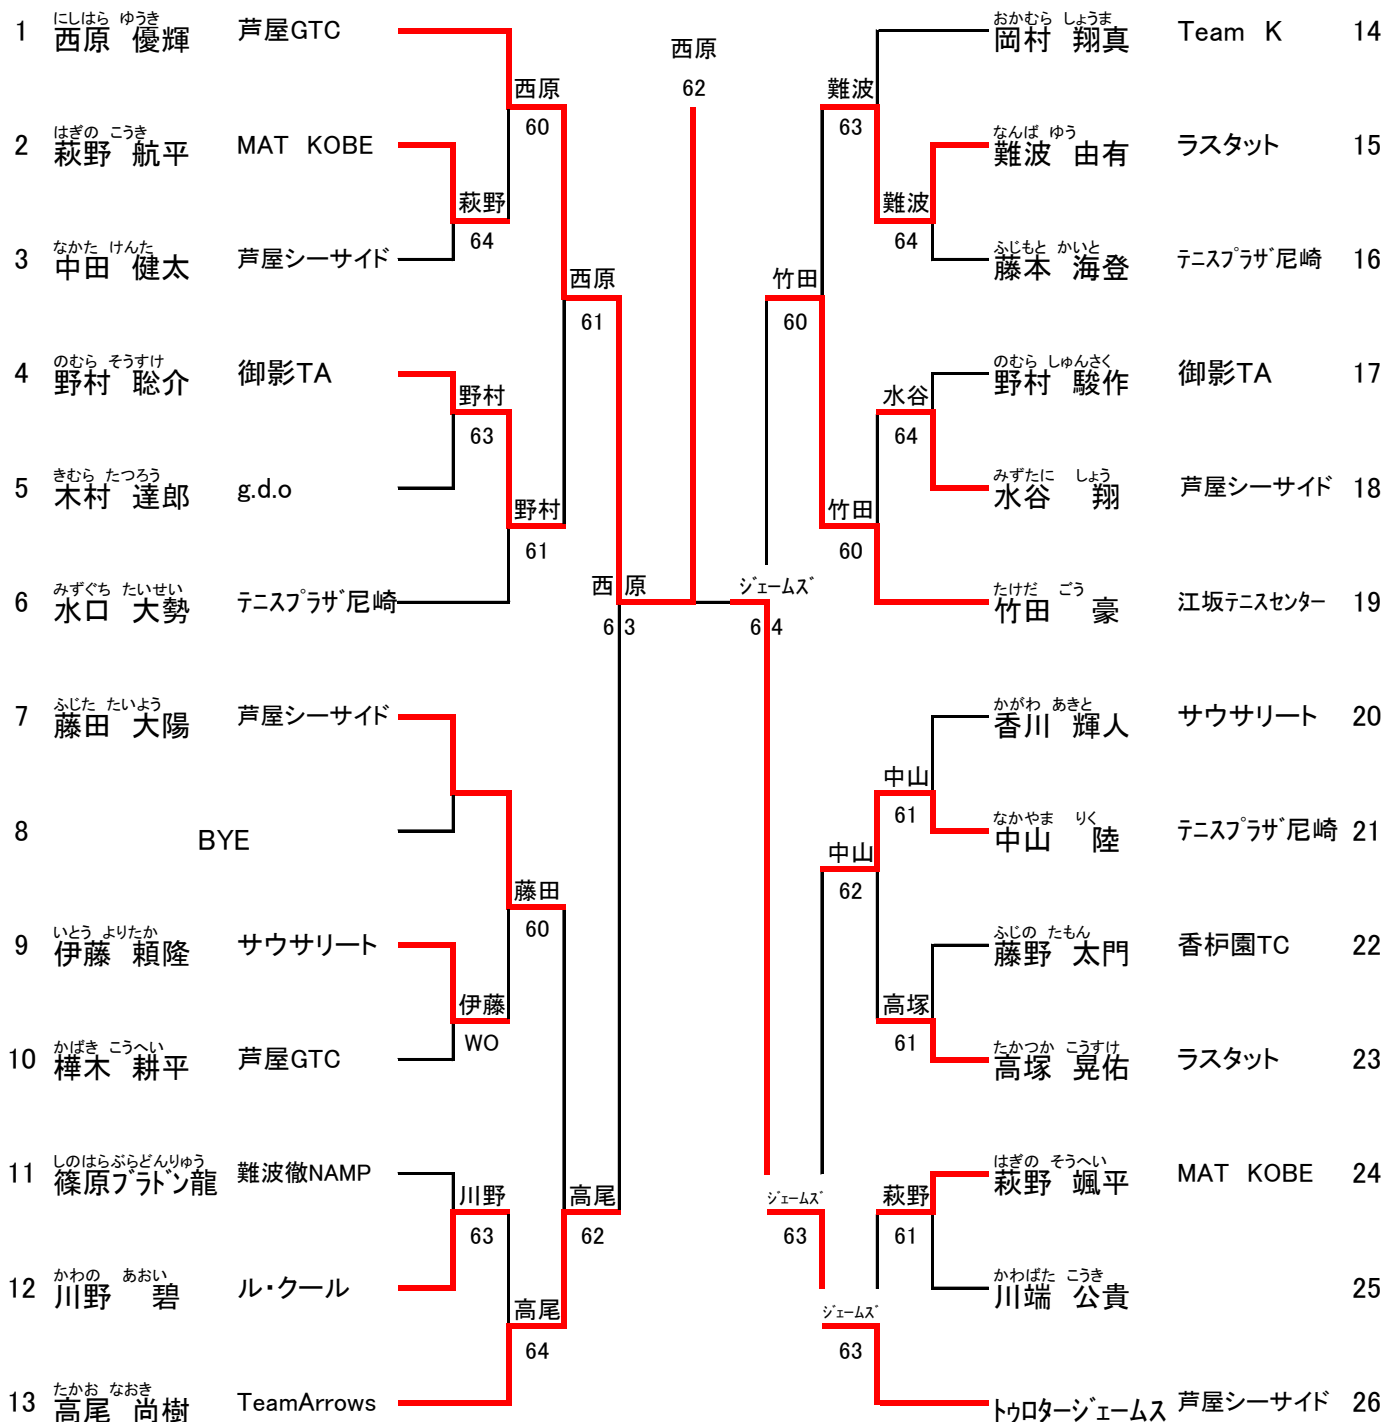 にしはら ゆうき
1 西原 優輝 芦屋GTC
はぎの こうき
2 萩野 航平 MAT KOBE
なかた けんた
3 中田 健太 芦屋シーサイド
のむら そうすけ
4 野村 聡介 御影TA
きむら たつろう
5 木村 達郎 g.d.o
みずぐち たいせい
6 水口 大勢 テニスプラザ尼崎
ふじた たいよう
7 藤田 大陽 芦屋シーサイド
8 BYE
いとう よりたか
9 伊藤 頼隆 サウサリート
かばき こうへい
10 樺木 耕平 芦屋GTC
しのはらぶらどんりゅう
11 篠原ブラドン龍 難波徹NAMP
かわの あおい
12 川野 碧 ル・クール
たかお なおき
13 高尾 尚樹 TeamArrows
萩野
64
野村
63
伊藤
WO
川野
63
西原
60
野村
61
藤田
60
高尾
64
西原
61
高尾
62
西原
63
西原
62
ジェームズ
64
竹田
60
ジェームズ
63
難波
63
竹田
60
中山
62
ジェームズ
63
難波
64
水谷
64
中山
61
高塚
61
萩野
61
おかむら しょうま
岡村 翔真 Team K 14
なんば ゆう
難波 由有 ラスタット 15
ふじもと かいと
藤本 海登 テニスプラザ尼崎 16
のむら しゅんさく
野村 駿作 御影TA 17
みずたに しょう
水谷 翔 芦屋シーサイド 18
たけだ ごう
竹田 豪 江坂テニスセンター 19
かがわ あきと
香川 輝人 サウサリート 20
なかやま りく
中山 陸 テニスプラザ尼崎 21
ふじの たもん
藤野 太門 香枦園TC 22
たかつか こうすけ
高塚 晃佑 ラスタット 23
はぎの そうへい
萩野 颯平 MAT KOBE 24
かわばた こうき
川端 公貴 25
トゥロタージェームス 芦屋シーサイド 26